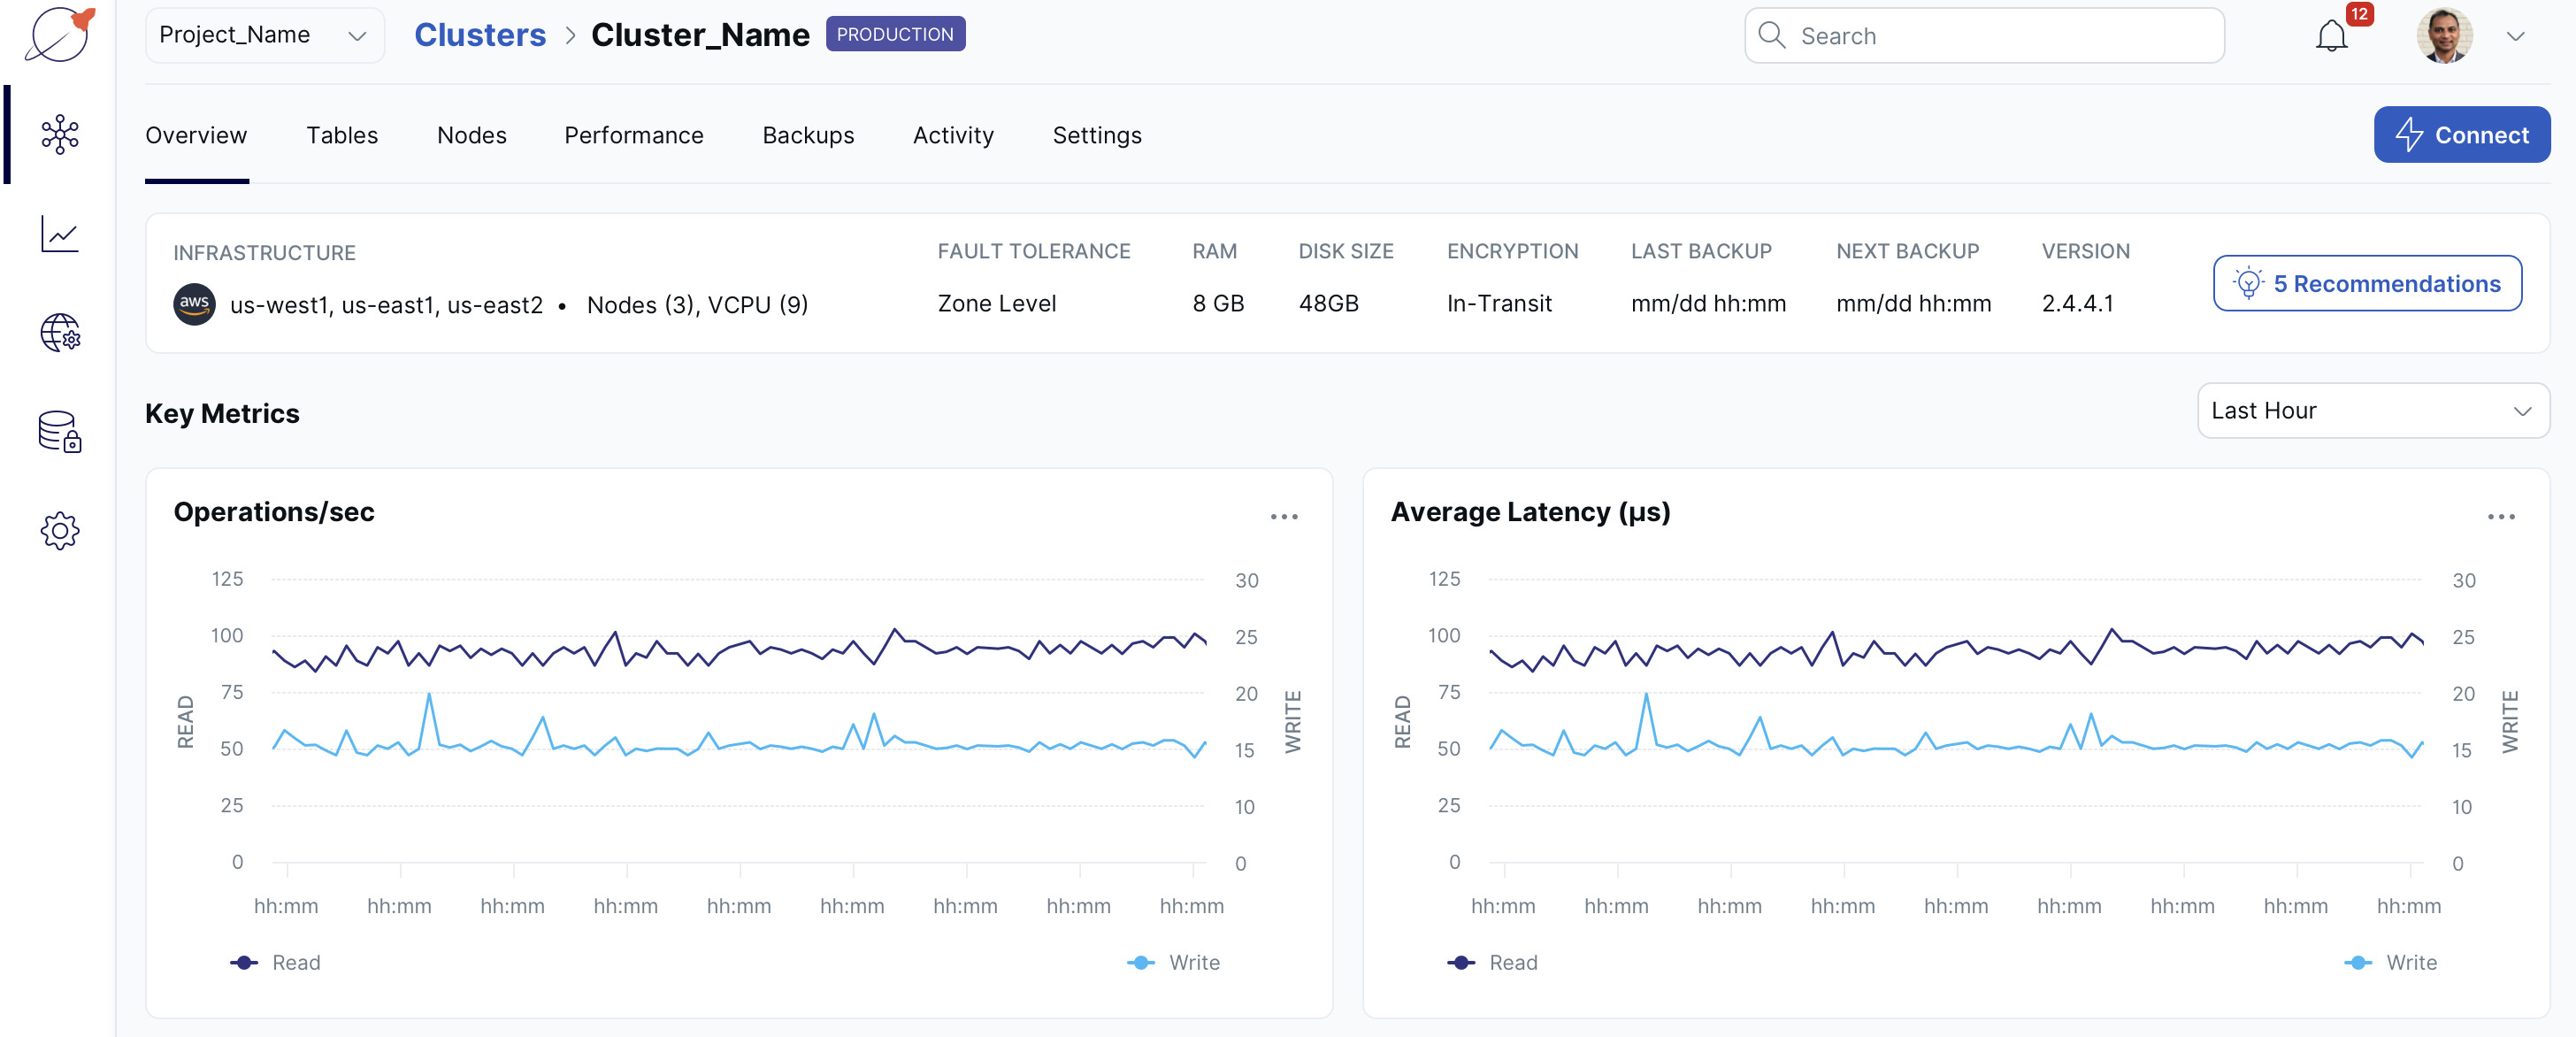 Project_Name
Clusters > Cluster_Name PRODUCTION
Search
12
Overview Tables Nodes Performance Backups Activity Settings
Connect
INFRASTRUCTURE FAULT TOLERANCE RAM DISK SIZE ENCRYPTION LAST BACKUP NEXT BACKUP VERSION
aws us-west1, us-east1, us-east2 • Nodes (3), VCPU (9) Zone Level 8 GB 48GB In-Transit mm/dd hh:mm mm/dd hh:mm 2.4.4.1
5 Recommendations
Key Metrics
Last Hour
Operations/sec
125 30
100 25
75 20
50 15
25 10
0 0
READ
WRITE
hh:mm hh:mm hh:mm hh:mm hh:mm hh:mm hh:mm hh:mm hh:mm
Read Write
Average Latency (μs)
125 30
100 25
75 20
50 15
25 10
0 0
READ
WRITE
hh:mm hh:mm hh:mm hh:mm hh:mm hh:mm hh:mm hh:mm hh:mm
Read Write